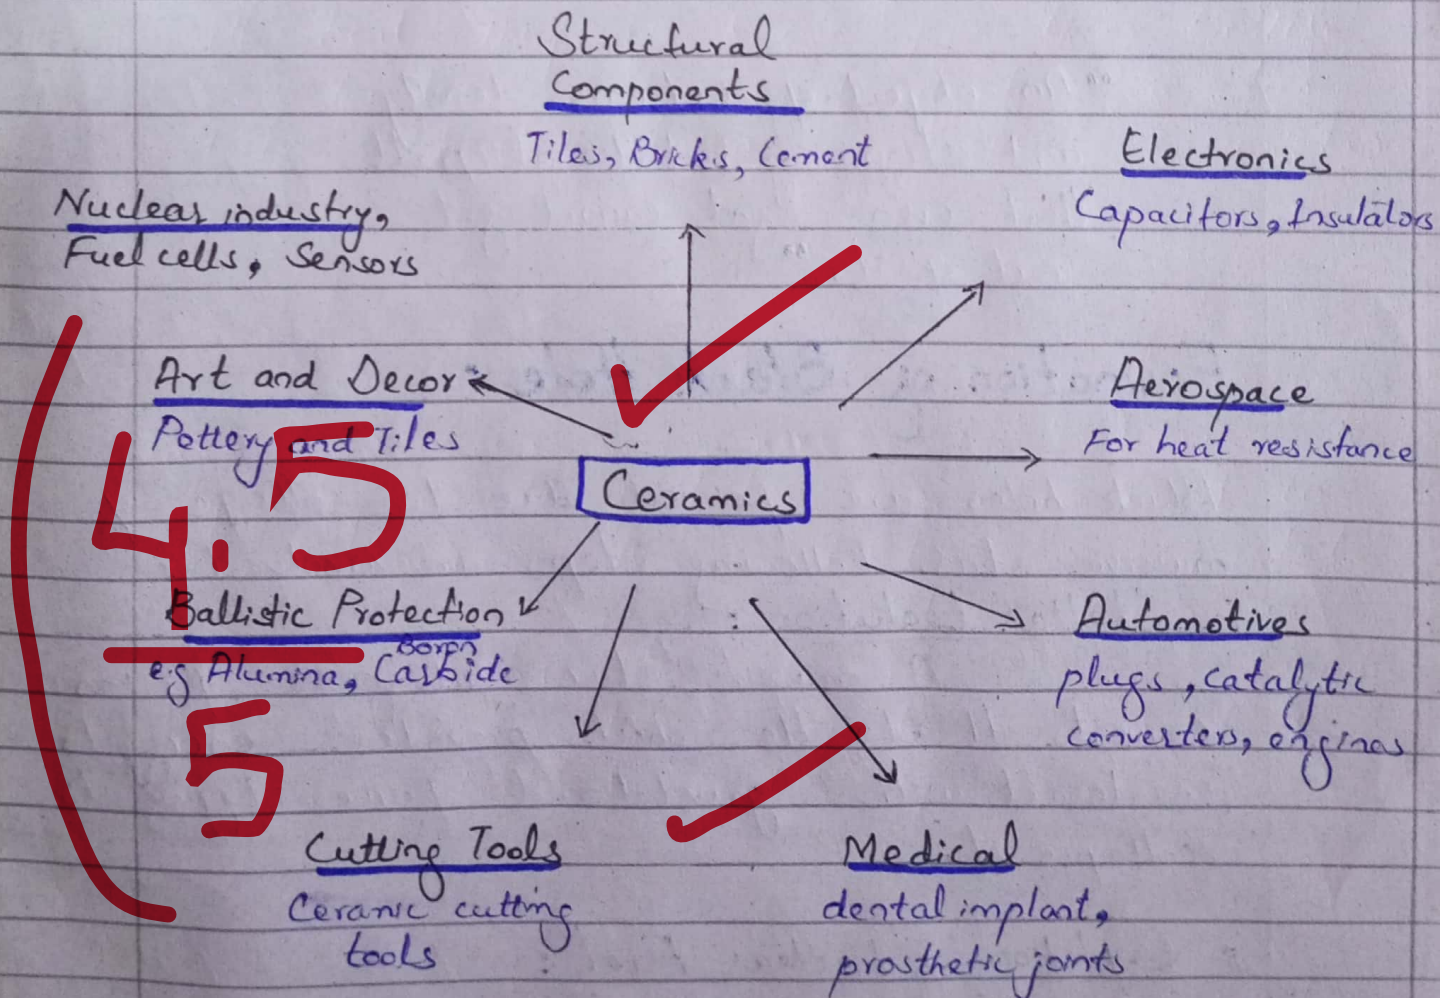 Structural
Components
Tiles, Bricks, Cement
Electronics
Capacitors, Insulators
Nuclear industry,
Fuel cells, Sensors
Art and Decor
Pottery and Tiles
Aerospace
For heat resistance
Ceramics
4.5
5
Ballistic Protection
e.g Alumina, Boron Carbide
Automotives
plugs, catalytic
converters, engines
Cutting Tools
Ceramic cutting
tools
Medical
dental implant,
prosthetic joints